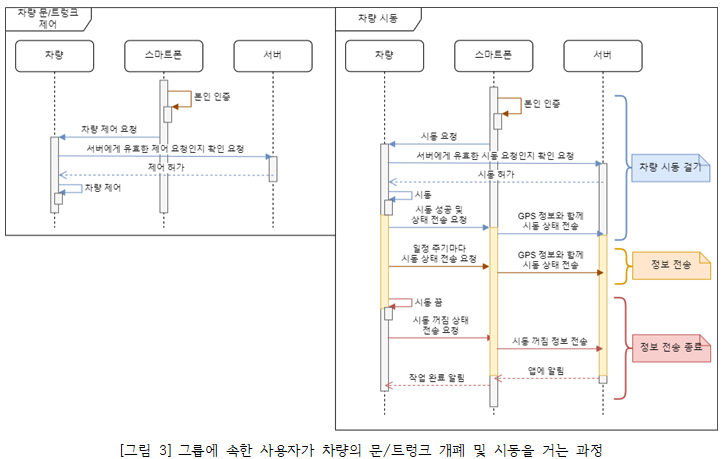 차량 문/트렁크
제어
차량
스마트폰
서버
본인 인증
차량 제어 요청
서버에게 유효한 제어 요청인지 확인 요청
제어 허가
차량 제어
차량 시동
차량
스마트폰
서버
본인 인증
시동 요청
서버에게 유효한 시동 요청인지 확인 요청
시동 허가
시동
시동 성공 및
상태 전송 요청
GPS 정보와 함께
시동 상태 전송
차량 시동 걸기
일정 주기마다
시동 상태 전송 요청
GPS 정보와 함께
시동 상태 전송
정보 전송
시동 끔
시동 꺼짐 상태
전송 요청
시동 꺼짐 정보 전송
정보 전송 종료
앱에 알림
작업 완료 알림
[그림 3] 그룹에 속한 사용자가 차량의 문/트렁크 개폐 및 시동을 거는 과정